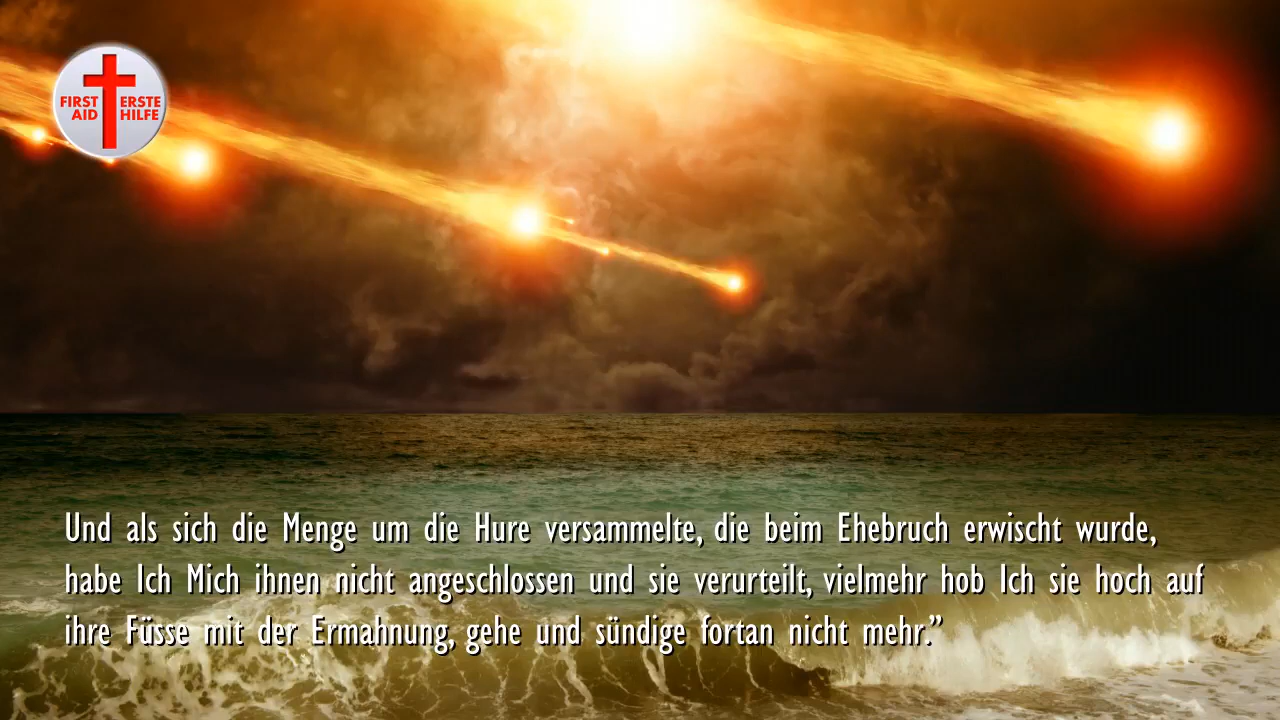 FIRST ERSTE
AID HILFE
Und als sich die Menge um die Hure versammelte, die beim Ehebruch erwischt wurde,
habe Ich Mich ihnen nicht angeschlossen und sie verurteilt, vielmehr hob Ich sie hoch auf
ihre Füsse mit der Ermahnung, gehe und sündige fortan nicht mehr.”